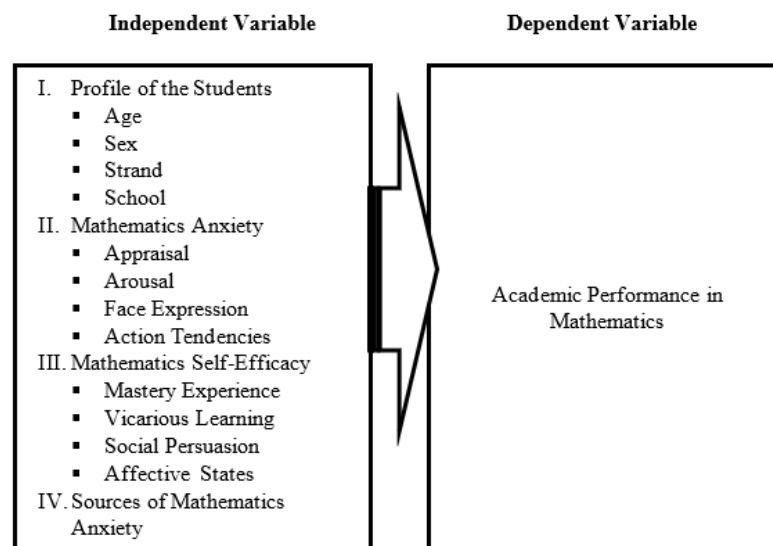 Independent Variable
Dependent Variable
I. Profile of the Students
▪ Age
▪ Sex
▪ Strand
▪ School
II. Mathematics Anxiety
▪ Appraisal
▪ Arousal
▪ Face Expression
▪ Action Tendencies
III. Mathematics Self-Efficacy
▪ Mastery Experience
▪ Vicarious Learning
▪ Social Persuasion
▪ Affective States
IV. Sources of Mathematics
Anxiety
Academic Performance in
Mathematics